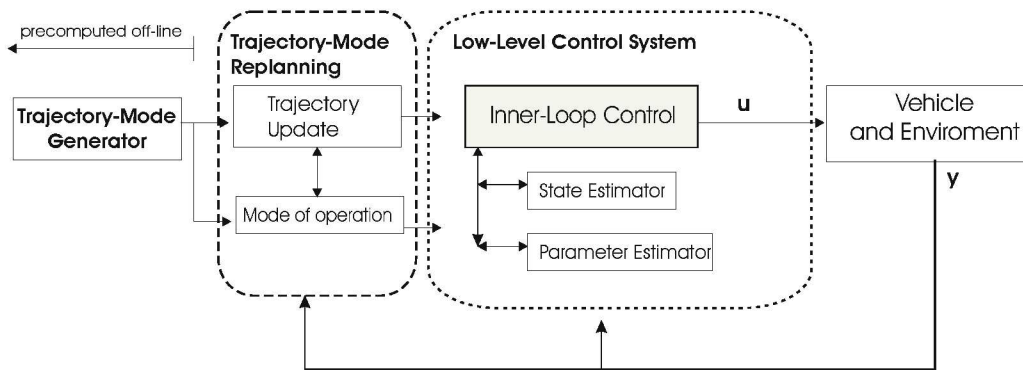 precomputed off-line
Trajectory-Mode
Replanning
Low-Level Control System
Trajectory-Mode
Generator
Trajectory
Update
Inner-Loop Control
u
Vehicle
and Enviroment
y
State Estimator
Mode of operation
Parameter Estimator